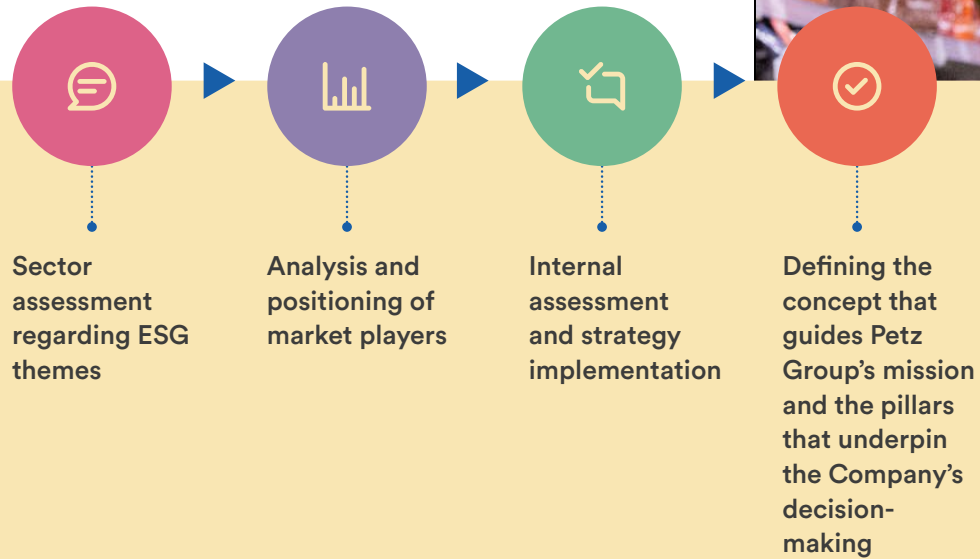 Sector
assessment
regarding ESG
themes
Analysis and
positioning of
market players
Internal
assessment
and strategy
implementation
Defining the
concept that
guides Petz
Group’s mission
and the pillars
that underpin
the Company’s
decision-
making